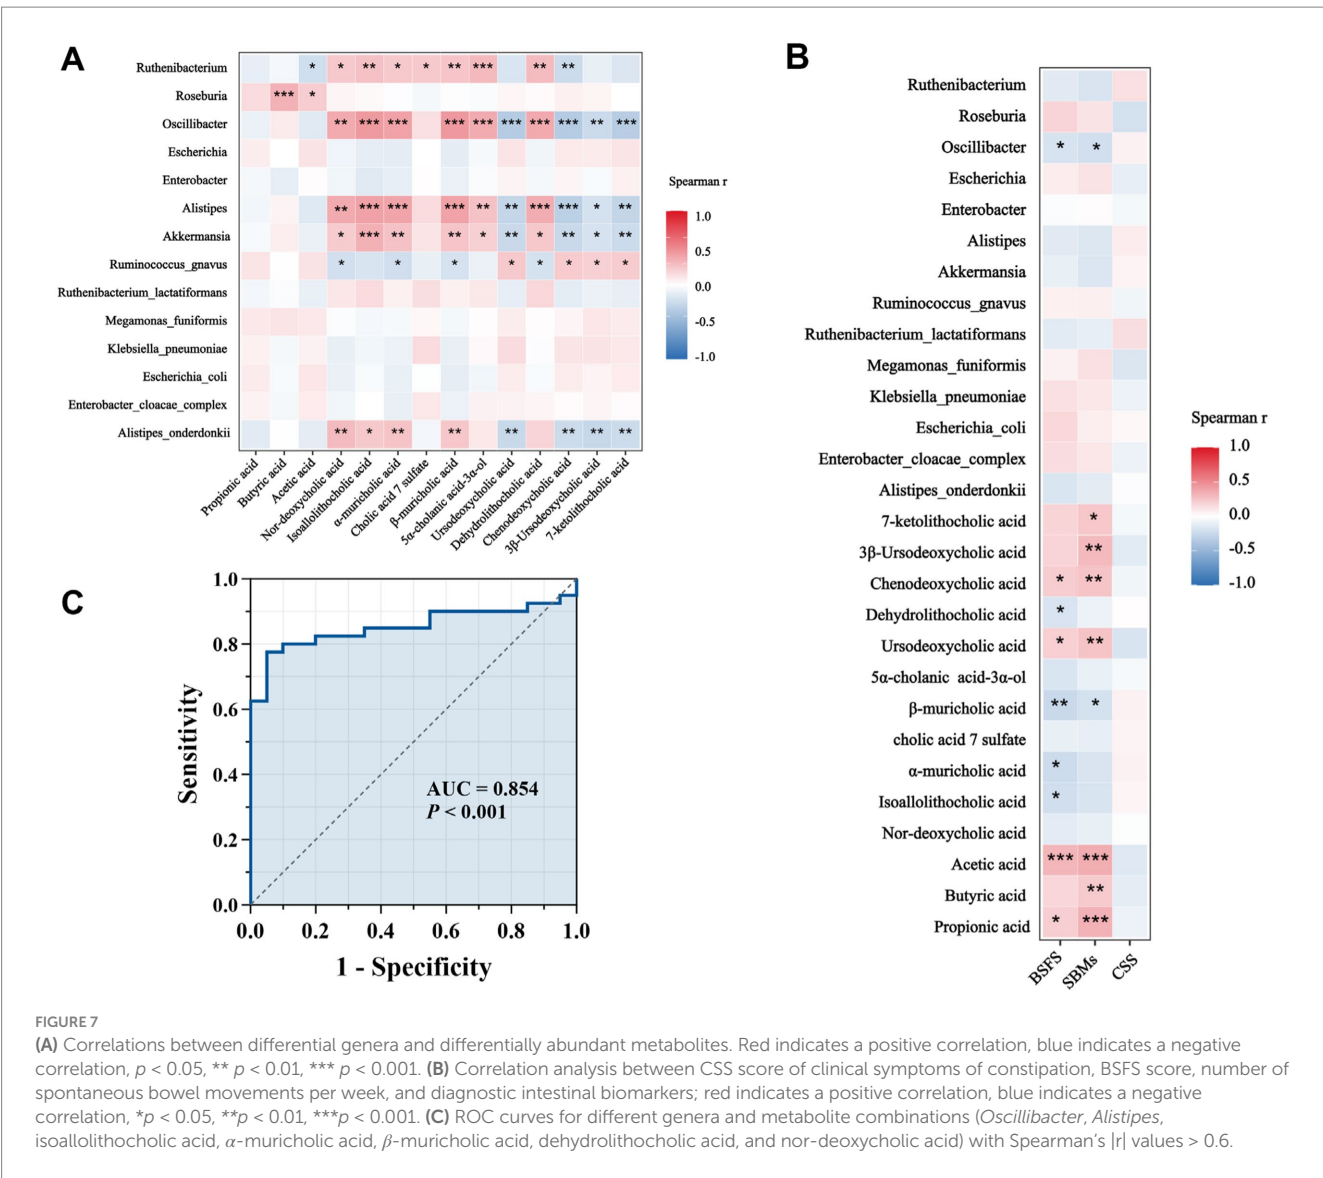 A
Ruthenibacterium
* * ** * * ** *** ** **
Roseburia
*** *
Oscillibacter
** *** *** *** *** *** *** *** ** ***
Escherichia
Enterobacter
Alistipes
** *** *** *** ** ** *** *** * **
Akkermansia
* *** ** ** * ** * ** * **
Ruminococcus_gnavus
* * * * * * * *
Ruthenibacterium_lactatiformans
Megamonas_funiformis
Klebsiella_pneumoniae
Escherichia_coli
Enterobacter_cloacae_complex
Alistipes_onderdonkii
** * ** ** ** ** ** **
Propionic acid
Butyric acid
Acetic acid
Nor-deoxycholic acid
Isoallolithocholic acid
α-muricholic acid
Cholic acid 7 sulfate
β-muricholic acid
5α-cholanic acid-3α-ol
Ursodeoxycholic acid
Dehydrolithocholic acid
Chenodeoxycholic acid
3β-Ursodeoxycholic acid
7-ketolithocholic acid
Spearman r
1.0
0.5
0.0
-0.5
-1.0
B
Ruthenibacterium
Roseburia
Oscillibacter
* *
Escherichia
Enterobacter
Alistipes
Akkermansia
Ruminococcus_gnavus
Ruthenibacterium_lactatiformans
Megamonas_funiformis
Klebsiella_pneumoniae
Escherichia_coli
Enterobacter_cloacae_complex
Alistipes_onderdonkii
7-ketolithocholic acid
*
3β-Ursodeoxycholic acid
**
Chenodeoxycholic acid
* **
Dehydrolithocholic acid
*
Ursodeoxycholic acid
* **
5α-cholanic acid-3α-ol
β-muricholic acid
** *
cholic acid 7 sulfate
α-muricholic acid
*
Isoallolithocholic acid
*
Nor-deoxycholic acid
Acetic acid
*** ***
Butyric acid
**
Propionic acid
* ***
BSFS
SBMs
CSS
Spearman r
1.0
0.5
0.0
-0.5
-1.0
C
Sensitivity
1.0
0.8
0.6
0.4
0.2
0.0
AUC = 0.854
P < 0.001
0.0 0.2 0.4 0.6 0.8 1.0
1 - Specificity
FIGURE 7
(A) Correlations between differential genera and differentially abundant metabolites. Red indicates a positive correlation, blue indicates a negative
correlation, p < 0.05, ** p < 0.01, *** p < 0.001. (B) Correlation analysis between CSS score of clinical symptoms of constipation, BSFS score, number of
spontaneous bowel movements per week, and diagnostic intestinal biomarkers; red indicates a positive correlation, blue indicates a negative
correlation, *p < 0.05, **p < 0.01, ***p < 0.001. (C) ROC curves for different genera and metabolite combinations (Oscillibacter, Alistipes,
isoallolithocholic acid, α-muricholic acid, β-muricholic acid, dehydrolithocholic acid, and nor-deoxycholic acid) with Spearman's |r| values > 0.6.